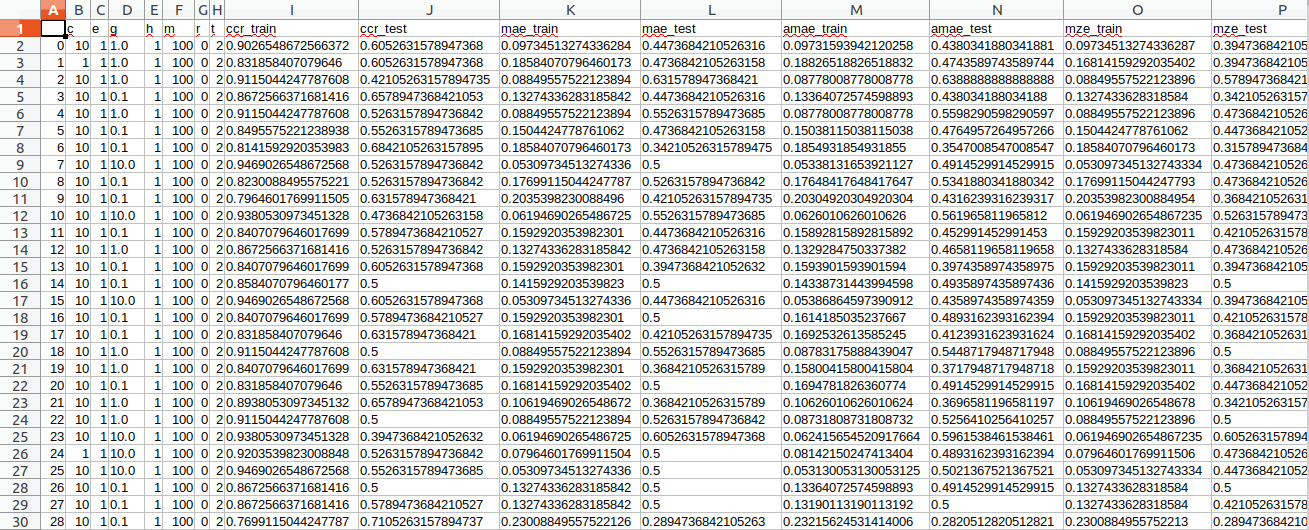 A B C D E F G H I J K L M N O P
1 c e g h m r t ccr_train ccr_test mae_train mae_test amae_train amae_test mze_train mze_test
2 0 10 1 1.0 1 100 0 2 0.9026548672566372 0.6052631578947368 0.09734513274336284 0.4473684210526316 0.09731593942120258 0.4380341880341881 0.09734513274336287 0.39473684210
3 1 1 1 1.0 1 100 0 2 0.831858407079646 0.6052631578947368 0.18584070796460173 0.4736842105263158 0.18826518826518832 0.4743589743589744 0.16814159292035402 0.39473684210
4 2 10 1 1.0 1 100 0 2 0.9115044247787608 0.42105263157894735 0.08849557522123894 0.631578947368421 0.08778008778008778 0.6388888888888888 0.08849557522123896 0.57894736842
5 3 10 1 0.1 1 100 0 2 0.8672566371681416 0.6578947368421053 0.13274336283185842 0.4473684210526316 0.13364072574598893 0.438034188034188 0.1327433628318584 0.34210526315
6 4 10 1 1.0 1 100 0 2 0.9115044247787608 0.5263157894736842 0.08849557522123894 0.5526315789473685 0.08778008778008778 0.5598290598290597 0.08849557522123896 0.47368421052
7 5 10 1 0.1 1 100 0 2 0.8495575221238938 0.5526315789473685 0.1504424778761062 0.4736842105263158 0.15038115038115038 0.4764957264957266 0.1504424778761062 0.44736842105
8 6 10 1 0.1 1 100 0 2 0.8141592920353983 0.6842105263157895 0.18584070796460173 0.34210526315789475 0.1854931854931855 0.3547008547008547 0.18584070796460173 0.31578947368
9 7 10 1 10.0 1 100 0 2 0.9469026548672568 0.5263157894736842 0.05309734513274336 0.5 0.05338131653921127 0.4914529914529914529915 0.053097345132743334 0.47368421052
10 8 10 1 0.1 1 100 0 2 0.8230088495575221 0.5263157894736842 0.17699115044247787 0.5263157894736842 0.17648417648417647 0.5341880341880342 0.17699115044247793 0.47368421052
11 9 10 1 0.1 1 100 0 2 0.7964601769911505 0.631578947368421 0.2035398230088496 0.42105263157894735 0.20304920304920304 0.4316239316239317 0.20353982300884954 0.36842105263
12 10 10 1 10.0 1 100 0 2 0.9380530973451328 0.4736842105263158 0.06194690265486725 0.5526315789473685 0.0626010626010626 0.561965811965812 0.061946902654867235 0.52631578947
13 11 10 1 0.1 1 100 0 2 0.8407079646017699 0.5789473684210527 0.1592920353982301 0.4473684210526316 0.15892815892815892 0.452991452991453 0.15929203539823011 0.42105263157
14 12 10 1 1.0 1 100 0 2 0.8672566371681416 0.5263157894736842 0.13274336283185842 0.4736842105263158 0.1329284750337382 0.4658119658119658 0.1327433628318584 0.47368421052
15 13 10 1 0.1 1 100 0 2 0.8407079646017699 0.6052631578947368 0.1592920353982301 0.3947368421052632 0.1593901593901594 0.3974358974358975 0.15929203539823011 0.39473684210
16 14 10 1 0.1 1 100 0 2 0.8584070796460177 0.5 0.1415929203539823 0.5 0.14338731443994598 0.4935897435897436 0.1415929203539823 0.5
17 15 10 1 10.0 1 100 0 2 0.9469026548672568 0.6052631578947368 0.05309734513274336 0.4473684210526316 0.05386864597390912 0.4358974358974359 0.053097345132743334 0.39473684210
18 16 10 1 0.1 1 100 0 2 0.8407079646017699 0.5789473684210527 0.1592920353982301 0.5 0.1614185035237667 0.4893162393162394 0.15929203539823011 0.42105263157
19 17 10 1 0.1 1 100 0 2 0.831858407079646 0.631578947368421 0.16814159292035402 0.42105263157894735 0.1692532613585245 0.4123931623931624 0.16814159292035402 0.36842105263
20 18 10 1 1.0 1 100 0 2 0.9115044247787608 0.5 0.08849557522123894 0.5526315789473685 0.08783175888439047 0.5448717948717948 0.08849557522123896 0.5
21 19 10 1 1.0 1 100 0 2 0.8407079646017699 0.631578947368421 0.1592920353982301 0.3684210526315789 0.15800415800415804 0.3717948717948718 0.15929203539823011 0.36842105263
22 20 10 1 0.1 1 100 0 2 0.831858407079646 0.5526315789473685 0.16814159292035402 0.5 0.1694781826360774 0.4914529914529915 0.16814159292035402 0.44736842105
23 21 10 1 1.0 1 100 0 2 0.8938053097345132 0.6578947368421053 0.10619469026548672 0.3684210526315789 0.10626010626010624 0.3696581196581197 0.10619469026548678 0.34210526315
24 22 10 1 1.0 1 100 0 2 0.9115044247787608 0.5 0.08849557522123894 0.5263157894736842 0.08731808731808732 0.5256410256410257 0.08849557522123896 0.5
25 23 10 1 10.0 1 100 0 2 0.9380530973451328 0.3947368421052632 0.06194690265486725 0.6052631578947368 0.062415654520917664 0.5961538461538461 0.061946902654867235 0.60526315789
26 24 1 1 10.0 1 100 0 2 0.9203539823008848 0.5263157894736842 0.07964601769911504 0.5 0.08142150247413404 0.4893162393162394 0.07964601769911506 0.47368421052
27 25 10 1 10.0 1 100 0 2 0.9469026548672568 0.5526315789473685 0.05309734513274336 0.5 0.053130053130053125 0.5021367521367521 0.053097345132743334 0.44736842105
28 26 10 1 0.1 1 100 0 2 0.8672566371681416 0.5 0.13274336283185842 0.5 0.13364072574598893 0.4914529914529915 0.1327433628318584 0.5
29 27 10 1 0.1 1 100 0 2 0.8672566371681416 0.5789473684210527 0.13274336283185842 0.5 0.13190113190113192 0.5 0.1327433628318584 0.42105263157
30 28 10 1 0.1 1 100 0 2 0.7699115044247787 0.7105263157894737 0.23008849557522126 0.2894736842105263 0.23215624531414006 0.2820512820512821 0.2300884955752213 0.28947368421